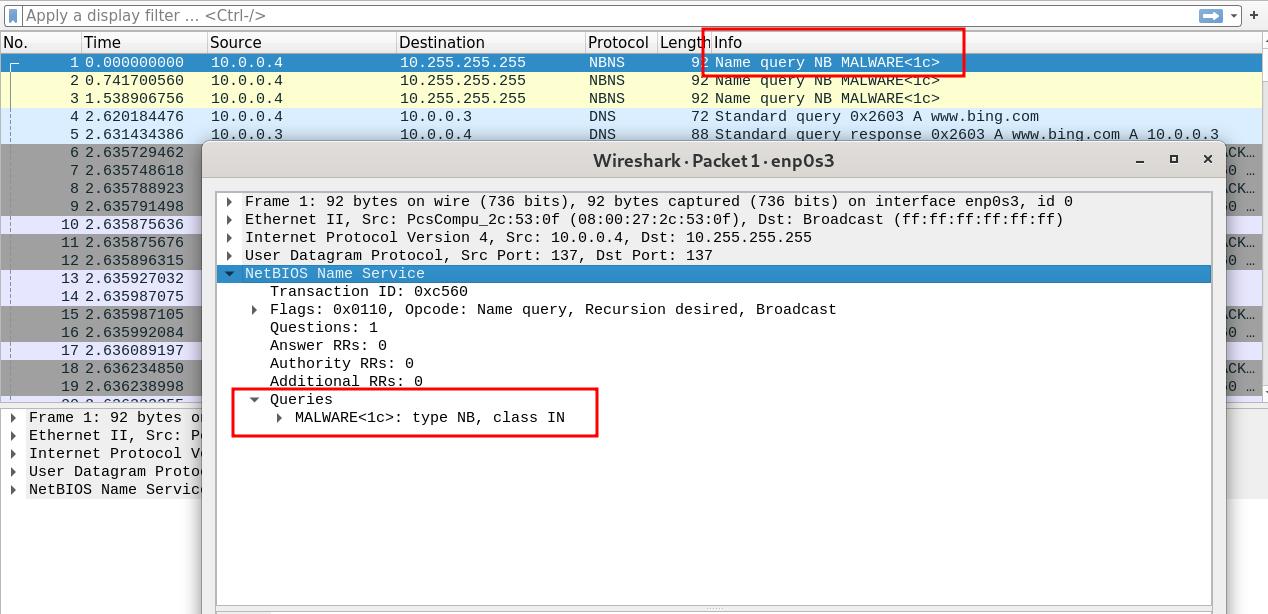 Apply a display filter … <Ctrl-/>
No. Time Source Destination Protocol Length Info
1 0.000000000 10.0.0.4 10.255.255.255 NBNS 92 Name query NB MALWARE<1c>
2 0.741700560 10.0.0.4 10.255.255.255 NBNS 92 Name query NB MALWARE<1c>
3 1.538906756 10.0.0.4 10.255.255.255 NBNS 92 Name query NB MALWARE<1c>
4 2.620184476 10.0.0.4 10.0.0.3 DNS 72 Standard query 0x2603 A www.bing.com
5 2.631434386 10.0.0.3 10.0.0.4 DNS 88 Standard query response 0x2603 A www.bing.com A 10.0.0.3
6 2.635729462
7 2.635748618
8 2.635788923
9 2.635791498
10 2.635875636
11 2.635875676
12 2.635896315
13 2.635927032
14 2.635987075
15 2.635987105
16 2.635992084
17 2.636089197
18 2.636234850
19 2.636238998
Wireshark · Packet 1 · enp0s3
Frame 1: 92 bytes on wire (736 bits), 92 bytes captured (736 bits) on interface enp0s3, id 0
Ethernet II, Src: PcsCompu_2c:53:0f (08:00:27:2c:53:0f), Dst: Broadcast (ff:ff:ff:ff:ff:ff)
Internet Protocol Version 4, Src: 10.0.0.4, Dst: 10.255.255.255
User Datagram Protocol, Src Port: 137, Dst Port: 137
NetBIOS Name Service
Transaction ID: 0xc560
Flags: 0x0110, Opcode: Name query, Recursion desired, Broadcast
Questions: 1
Answer RRs: 0
Authority RRs: 0
Additional RRs: 0
Queries
MALWARE<1c>: type NB, class IN
Frame 1: 92 bytes
Ethernet II, Src:
Internet Protocol
User Datagram
NetBIOS Name